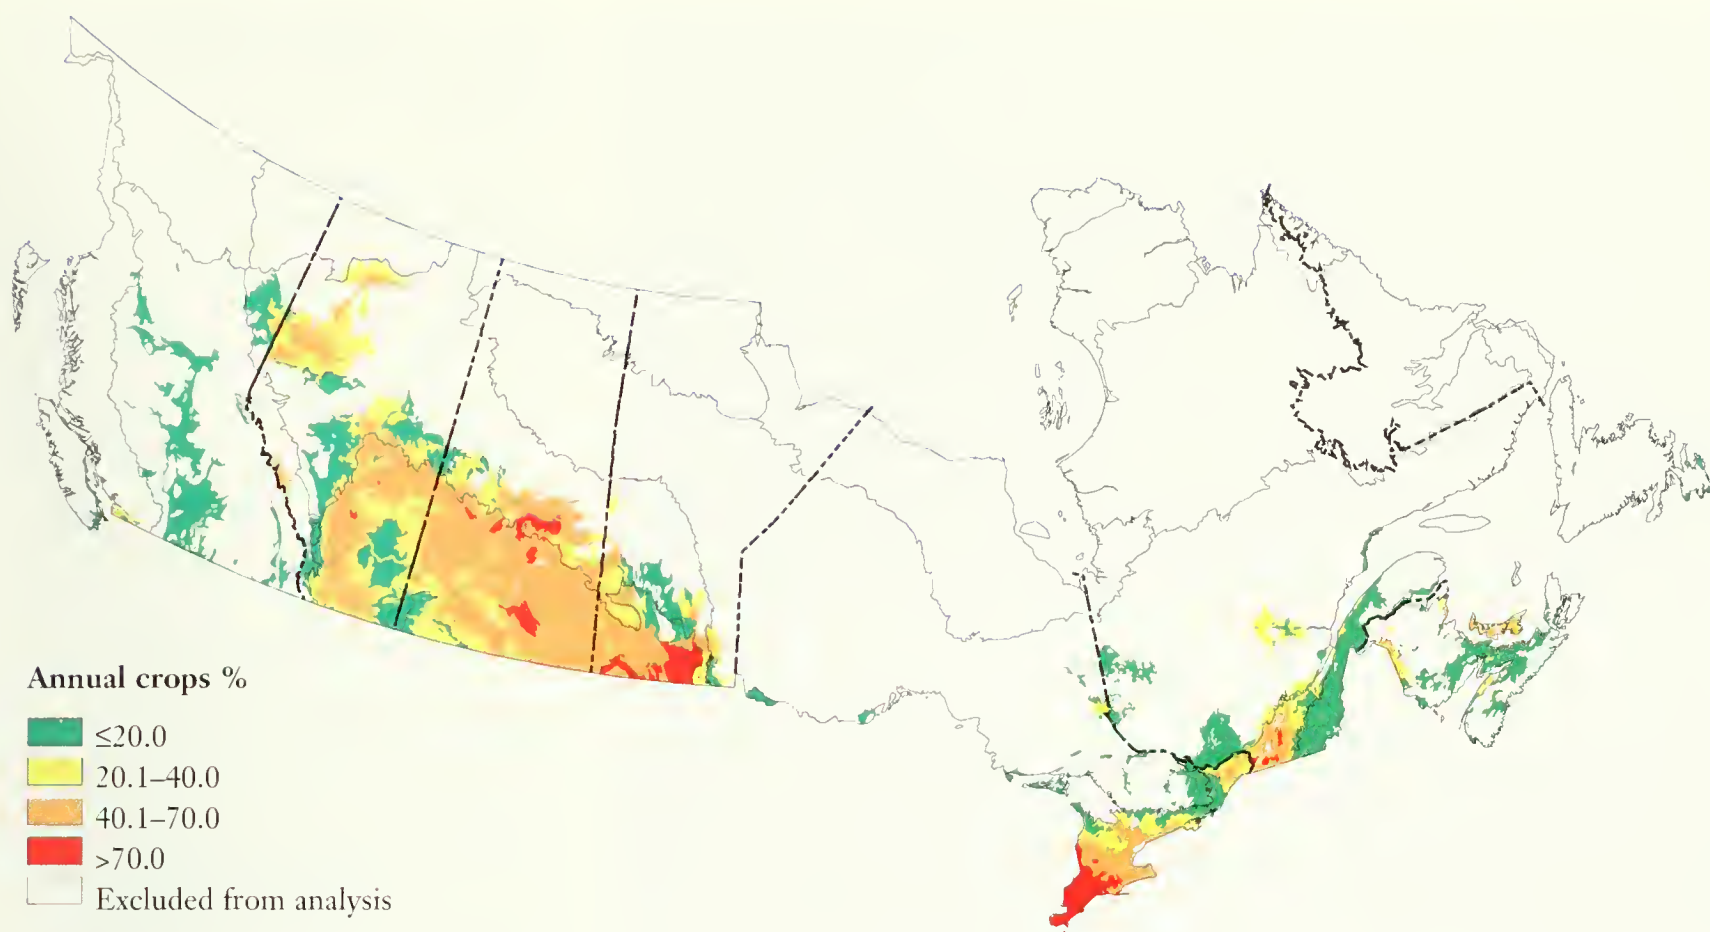 Annual crops %
≤20.0
20.1–40.0
40.1–70.0
>70.0
Excluded from analysis